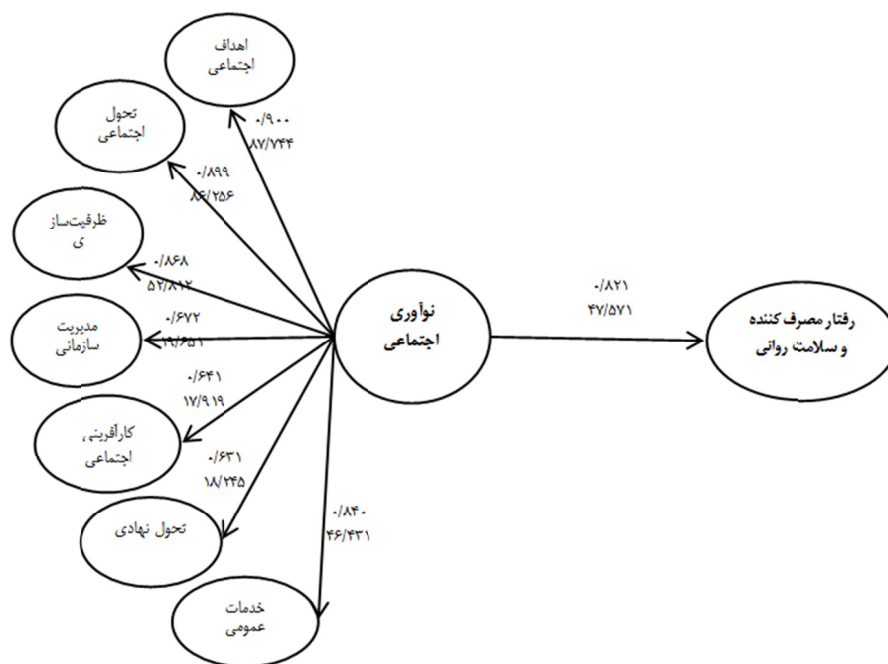 اهداف
اجتماعی
۰/۹۰۰
۸۷/۷۴۴
تحول
اجتماعی
۰/۸۹۹
۸۶/۲۵۶
ظرفیت‌ساز
ی
۰/۸۶۸
۵۲/۸۱۲
مدیریت
سازمانی
۰/۶۷۲
۱۹/۶۵۱
کارآفرینی
اجتماعی
۰/۶۴۱
۱۷/۹۱۹
تحول نهادی
۰/۶۳۱
۱۸/۲۴۵
خدمات
عمومی
۰/۸۴۰
۴۶/۴۳۱
نوآوری
اجتماعی
۰/۸۲۱
۴۷/۵۷۱
رفتار مصرف کننده
و سلامت روانی